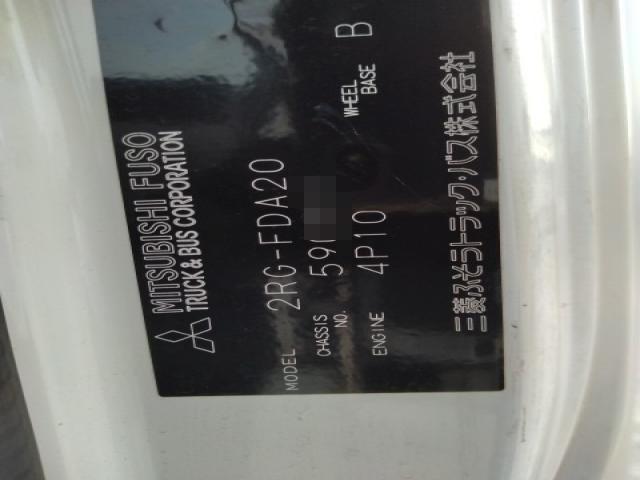 MITSUBISHI FUSO
TRUCK & BUS CORPORATION
MODEL 2RG-FDA20
CHASSIS NO. 59
ENGINE 4P10
WHEEL BASE B
三菱ふそうトラック・バス株式会社